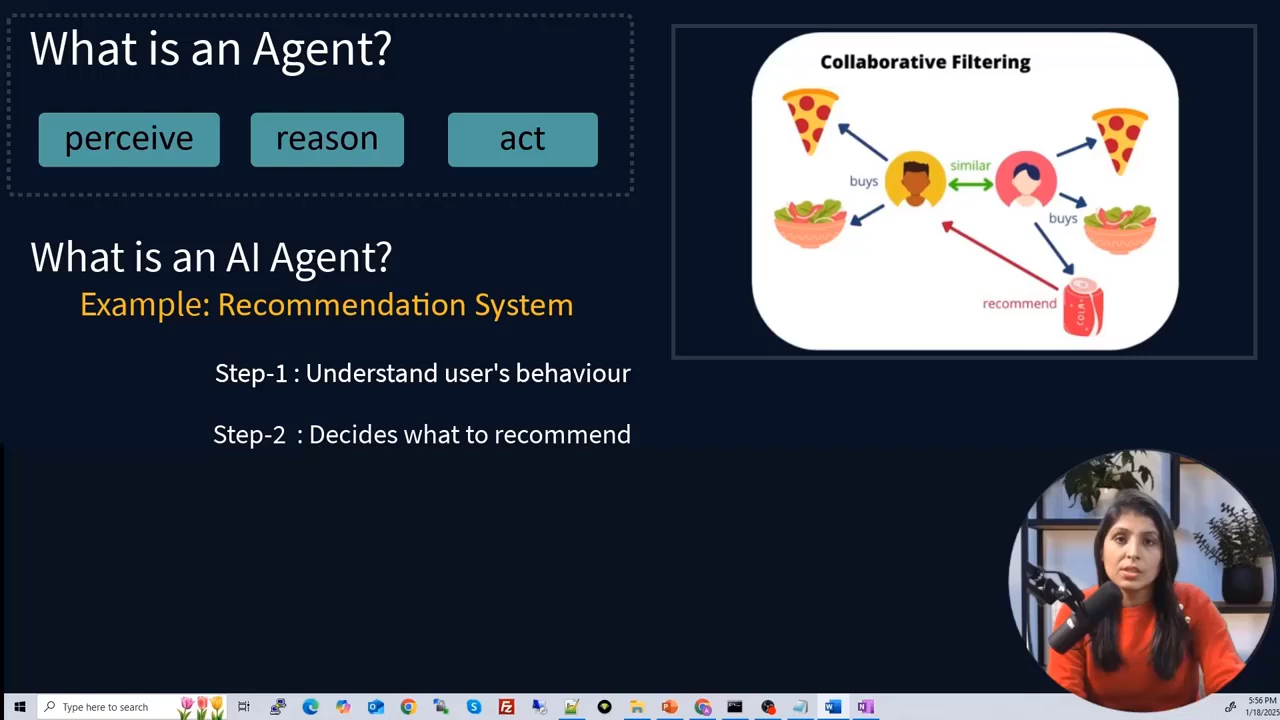 What is an Agent?
perceive
reason
act
What is an AI Agent?
Example: Recommendation System
Step-1 : Understand user's behaviour
Step-2 : Decides what to recommend
Collaborative Filtering
similar
buys
buys
recommend
COLA
Type here to search
5:56 PM
1/18/2025